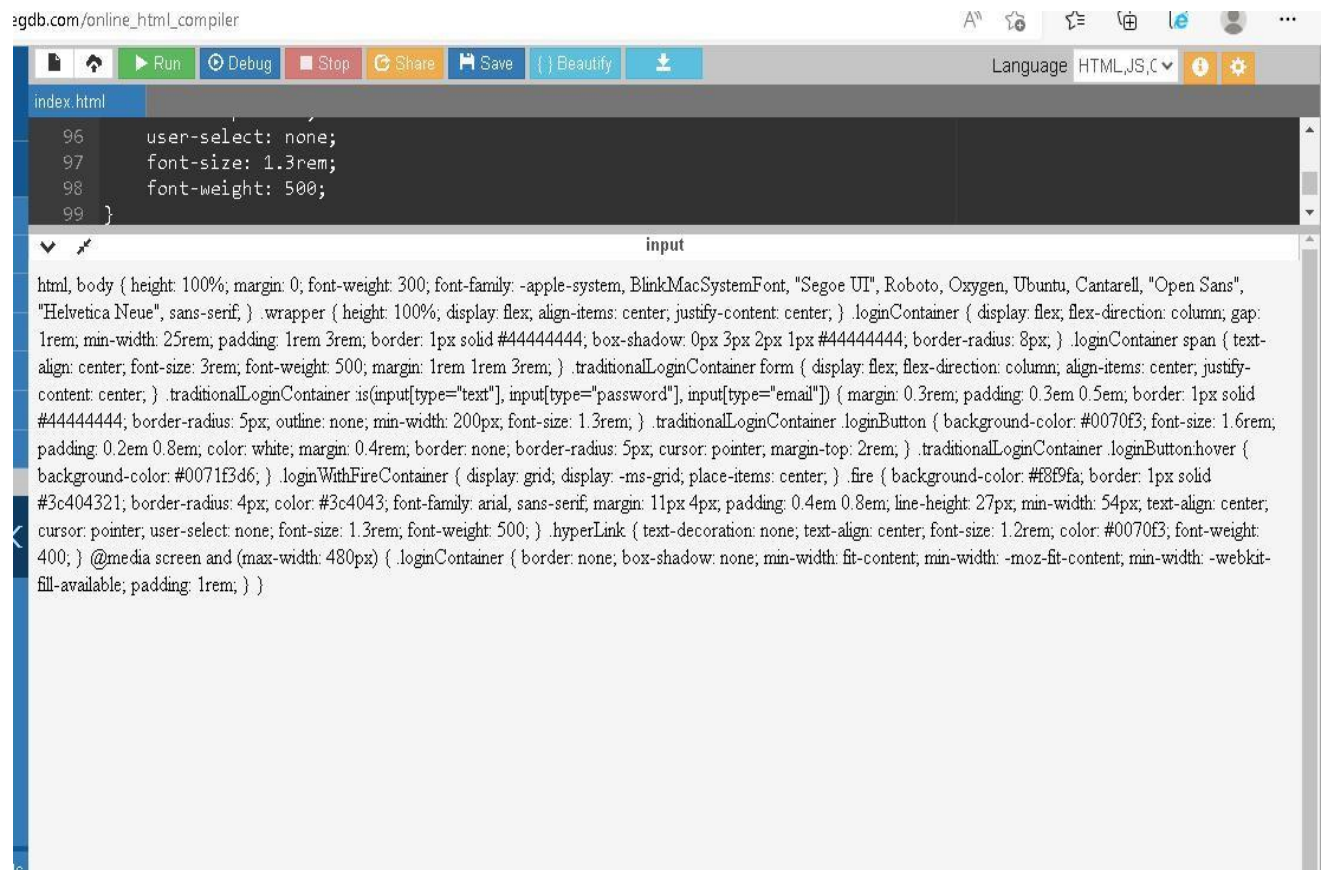 egdb.com/online_html_compiler
Run Debug Stop Share Save { } Beautify
Language HTML,JS,C
index.html
96 user-select: none;
97 font-size: 1.3rem;
98 font-weight: 500;
99 }
input
html, body { height: 100%; margin: 0; font-weight: 300; font-family: -apple-system, BlinkMacSystemFont, "Segoe UI", Roboto, Oxygen, Ubuntu, Cantarell, "Open Sans",
"Helvetica Neue", sans-serif; } .wrapper { height: 100%; display: flex; align-items: center; justify-content: center; } .loginContainer { display: flex; flex-direction: column; gap:
1rem; min-width: 25rem; padding: 1rem 3rem; border: 1px solid #44444444; box-shadow: 0px 3px 2px 1px #44444444; border-radius: 8px; } .loginContainer span { text-
align: center; font-size: 3rem; font-weight: 500; margin: 1rem 1rem 3rem; } .traditionalLoginContainer form { display: flex; flex-direction: column; align-items: center; justify-
content: center; } .traditionalLoginContainer :is(input[type="text"], input[type="password"], input[type="email"]) { margin: 0.3rem; padding: 0.3em 0.5em; border: 1px solid
#44444444; border-radius: 5px; outline: none; min-width: 200px; font-size: 1.3rem; } .traditionalLoginContainer .loginButton { background-color: #0070f3; font-size: 1.6rem;
padding: 0.2em 0.8em; color: white; margin: 0.4rem; border: none; border-radius: 5px; cursor: pointer; margin-top: 2rem; } .traditionalLoginContainer .loginButton:hover {
background-color: #0071f3d6; } .loginWithFireContainer { display: grid; display: -ms-grid; place-items: center; } .fire { background-color: #f8f9fa; border: 1px solid
#3c404321; border-radius: 4px; color: #3c4043; font-family: arial, sans-serif; margin: 11px 4px; padding: 0.4em 0.8em; line-height: 27px; min-width: 54px; text-align: center;
cursor: pointer; user-select: none; font-size: 1.3rem; font-weight: 500; } .hyperLink { text-decoration: none; text-align: center; font-size: 1.2rem; color: #0070f3; font-weight:
400; } @media screen and (max-width: 480px) { .loginContainer { border: none; box-shadow: none; min-width: fit-content; min-width: -moz-fit-content; min-width: -webkit-
fill-available; padding: 1rem; } }